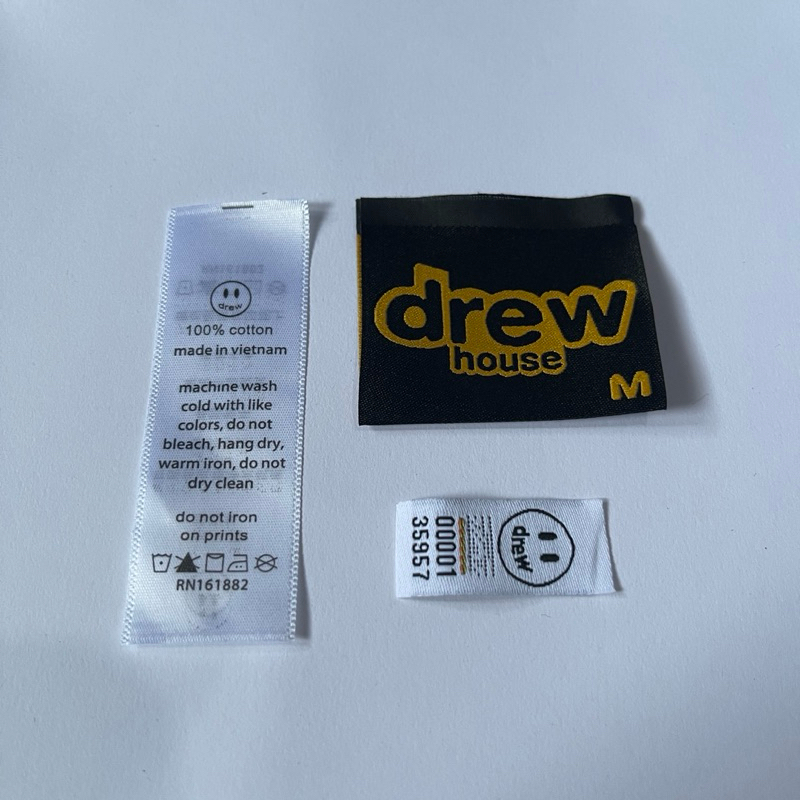 drew
100% cotton
made in vietnam
machine wash
cold with like
colors, do not
bleach, hang dry,
warm iron, do not
dry clean
do not iron
on prints
RN161882
drew
house
M
drew
00001
35957